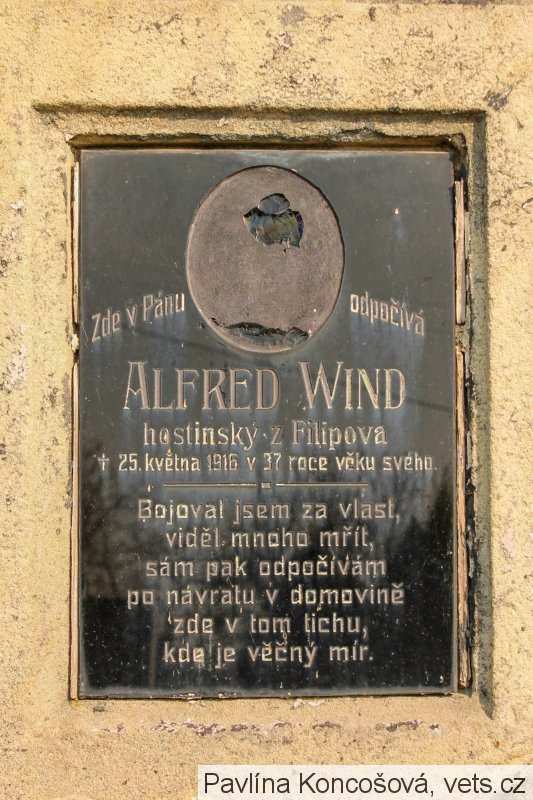 Zde v Pánu odpočívá
ALFRED WIND
hostinský z Filipova
† 25. května 1916 v 37 roce věku svého.
Bojoval jsem za vlast,
viděl mnoho mřít,
sám pak odpočívám
po návratu v domovině
zde v tom tichu,
kde je věčný mír.
Pavlína Koncošová, vets.cz